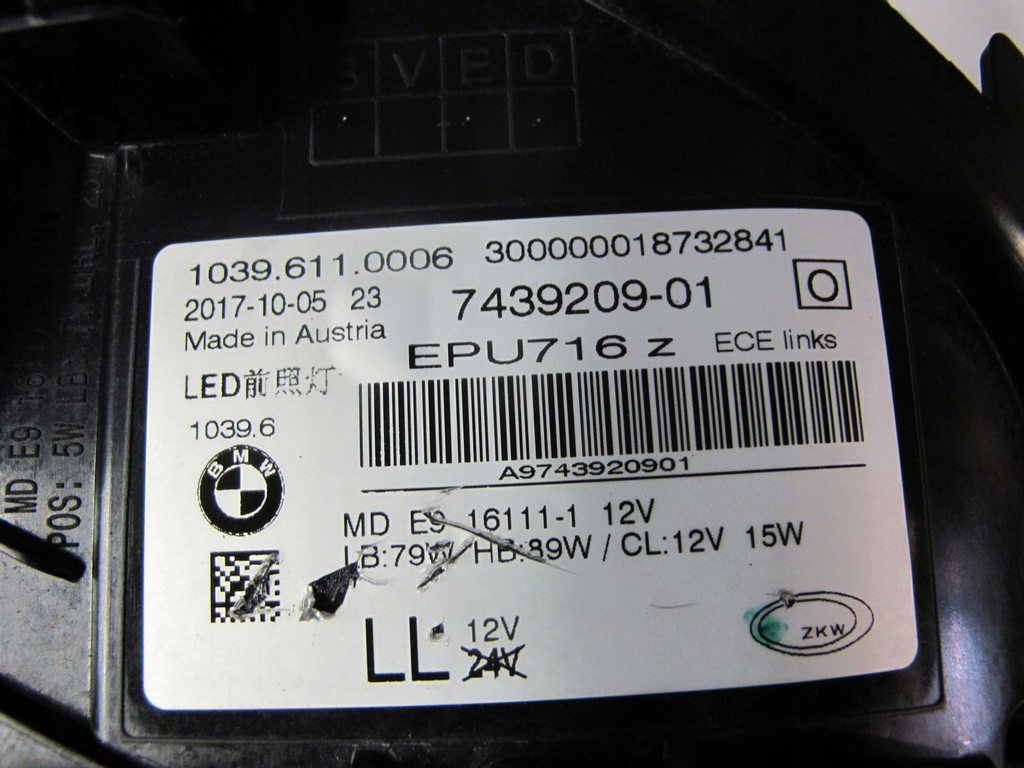 V E D
1039.611.0006 300000018732841
2017-10-05 23 7439209-01 O
Made in Austria
EPU716 z ECE links
LED前照灯
1039.6
A9743920901
BMW
MD E9 16111-1 12V
LB:79W/HB:89W / CL:12V 15W
LL 12V
24V
ZKW
MD E9
POS: 5W LB: